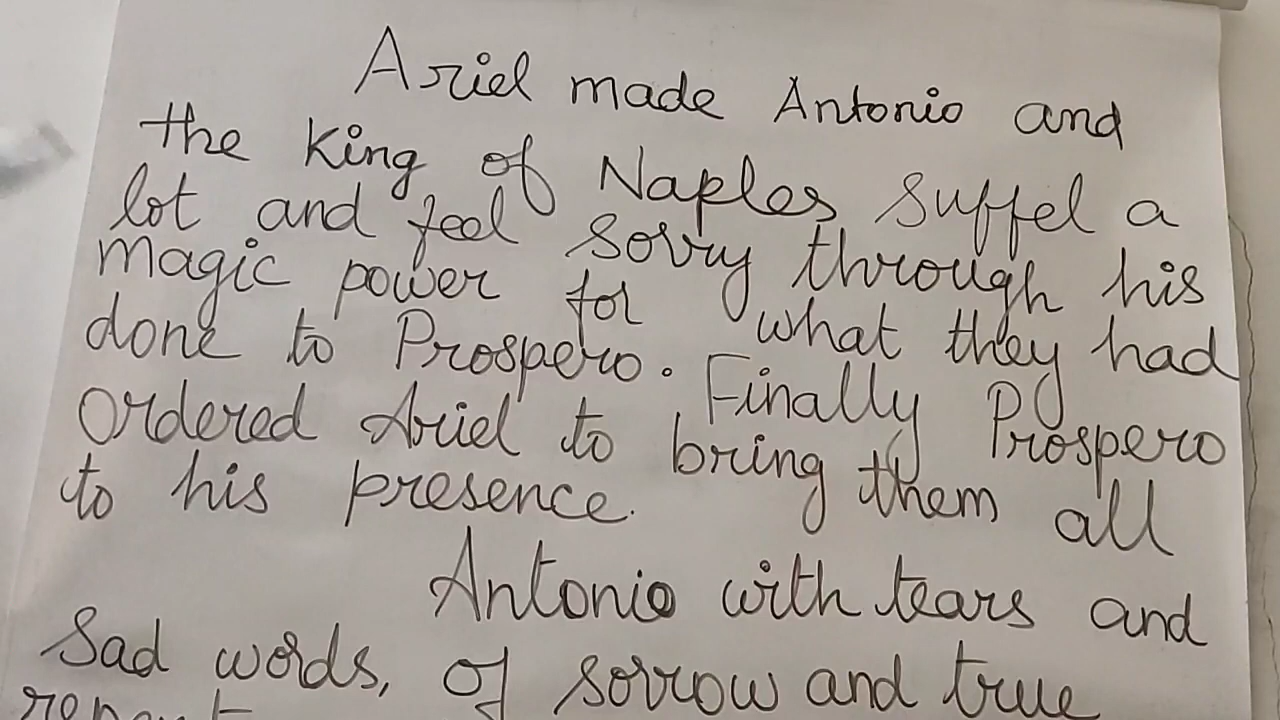 Ariel made Antonio and
the king of Naples suffel a
lot and feel sorry through his
magic power for what they had
done to Prospero. Finally Prospero
ordered Ariel to bring them all
to his presence.
Antonio with tears and
Sad words, of sorrow and true